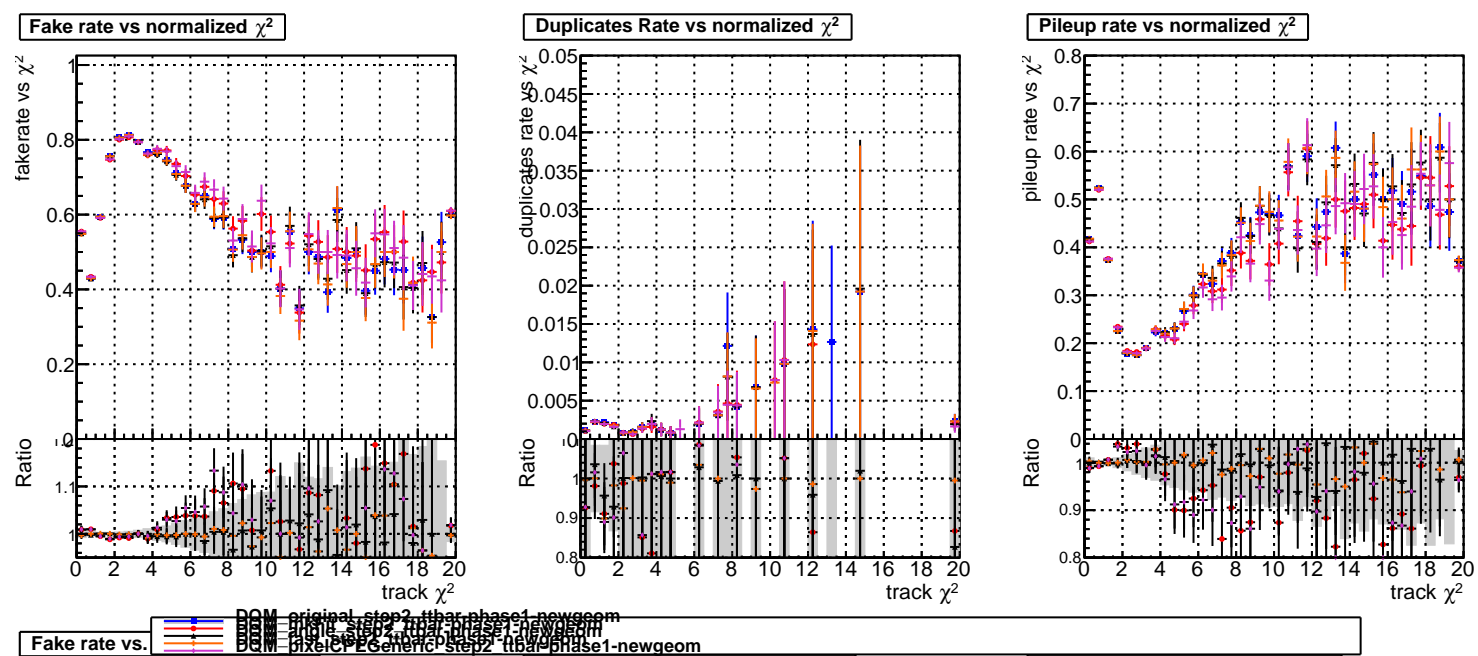 Fake rate vs normalized χ²
Duplicates Rate vs normalized χ²
Pileup rate vs normalized χ²
fakerate vs χ²
1
0.8
0.6
0.4
0.2
0
Ratio
1.1
1
0 2 4 6 8 10 12 14 16 18 20
track χ²
duplicates rate vs χ²
0.05
0.045
0.04
0.035
0.03
0.025
0.02
0.015
0.01
0.005
0
Ratio
1
0.9
0.8
0 2 4 6 8 10 12 14 16 18 20
track χ²
pileup rate vs χ²
0.8
0.7
0.6
0.5
0.4
0.3
0.2
0.1
0
Ratio
1
0.9
0.8
0 2 4 6 8 10 12 14 16 18 20
track χ²
DQM_original_step2_ttbar-phase1-newgeom
DQM_angle_step2_ttbar-phase1-newgeom
DQM_pixelCPEGeneric_step2_ttbar-phase1-newgeom
Fake rate vs.